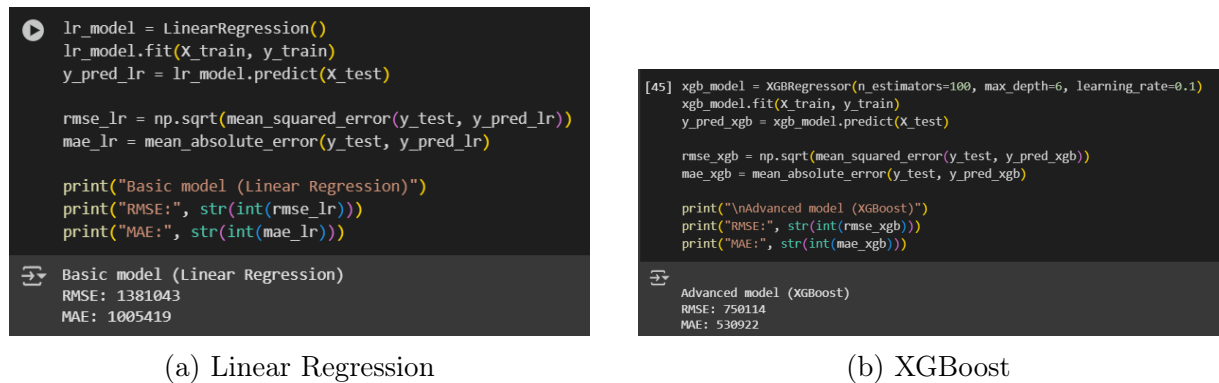 lr_model = LinearRegression()
lr_model.fit(X_train, y_train)
y_pred_lr = lr_model.predict(X_test)
rmse_lr = np.sqrt(mean_squared_error(y_test, y_pred_lr))
mae_lr = mean_absolute_error(y_test, y_pred_lr)
print("Basic model (Linear Regression)")
print("RMSE:", str(int(rmse_lr)))
print("MAE:", str(int(mae_lr)))
Basic model (Linear Regression)
RMSE: 1381043
MAE: 1005419
(a) Linear Regression
[45] xgb_model = XGBRegressor(n_estimators=100, max_depth=6, learning_rate=0.1)
xgb_model.fit(X_train, y_train)
y_pred_xgb = xgb_model.predict(X_test)
rmse_xgb = np.sqrt(mean_squared_error(y_test, y_pred_xgb))
mae_xgb = mean_absolute_error(y_test, y_pred_xgb)
print("\nAdvanced model (XGBoost)")
print("RMSE:", str(int(rmse_xgb)))
print("MAE:", str(int(mae_xgb)))
Advanced model (XGBoost)
RMSE: 750114
MAE: 530922
(b) XGBoost